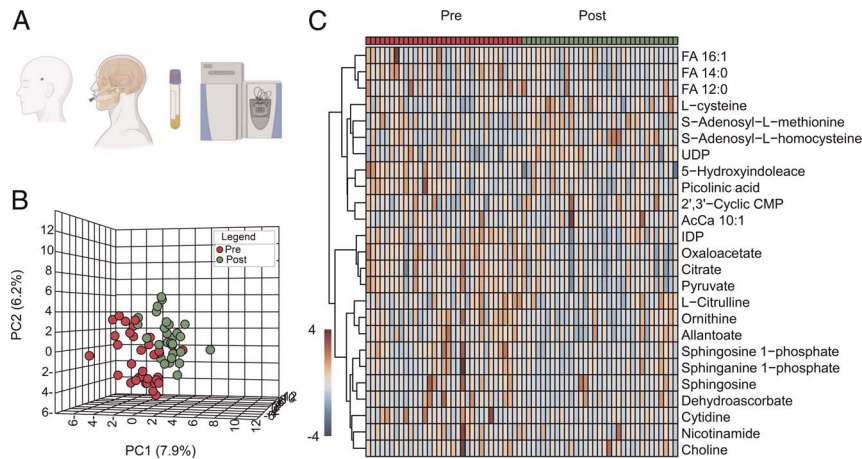 A
B
12
10
8
6
4
2
0
2-
4-
6-
PC2 (6.2%)
Legend
Pre
Post
6-
4-
2-
0
2
4
6
8
10
12
PC1 (7.9%)
C
Pre
Post
FA 16:1
FA 14:0
FA 12:0
L-cysteine
S-Adenosyl-L-methionine
S-Adenosyl-L-homocysteine
UDP
5-Hydroxyindoleace
Picolinic acid
2',3'-Cyclic CMP
AcCa 10:1
IDP
Oxaloacetate
Citrate
Pyruvate
L-Citrulline
Ornithine
Allantoate
Sphingosine 1-phosphate
Sphinganine 1-phosphate
Sphingosine
Dehydroascorbate
Cytidine
Nicotinamide
Choline
4
-4